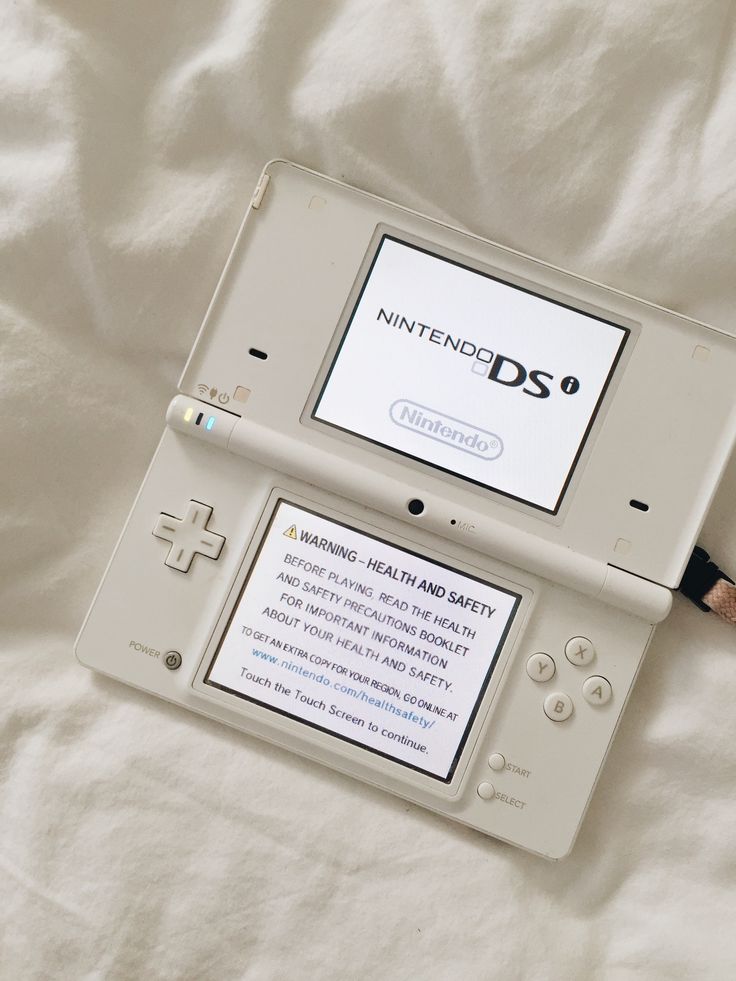 NINTENDO DSi
Nintendo®
MIC
⚠ WARNING – HEALTH AND SAFETY
BEFORE PLAYING, READ THE HEALTH
AND SAFETY PRECAUTIONS BOOKLET
FOR IMPORTANT INFORMATION
ABOUT YOUR HEALTH AND SAFETY.
TO GET AN EXTRA COPY FOR YOUR REGION, GO ONLINE AT
www.nintendo.com/healthsafety/
Touch the Touch Screen to continue.
POWER
X
Y
A
B
START
SELECT